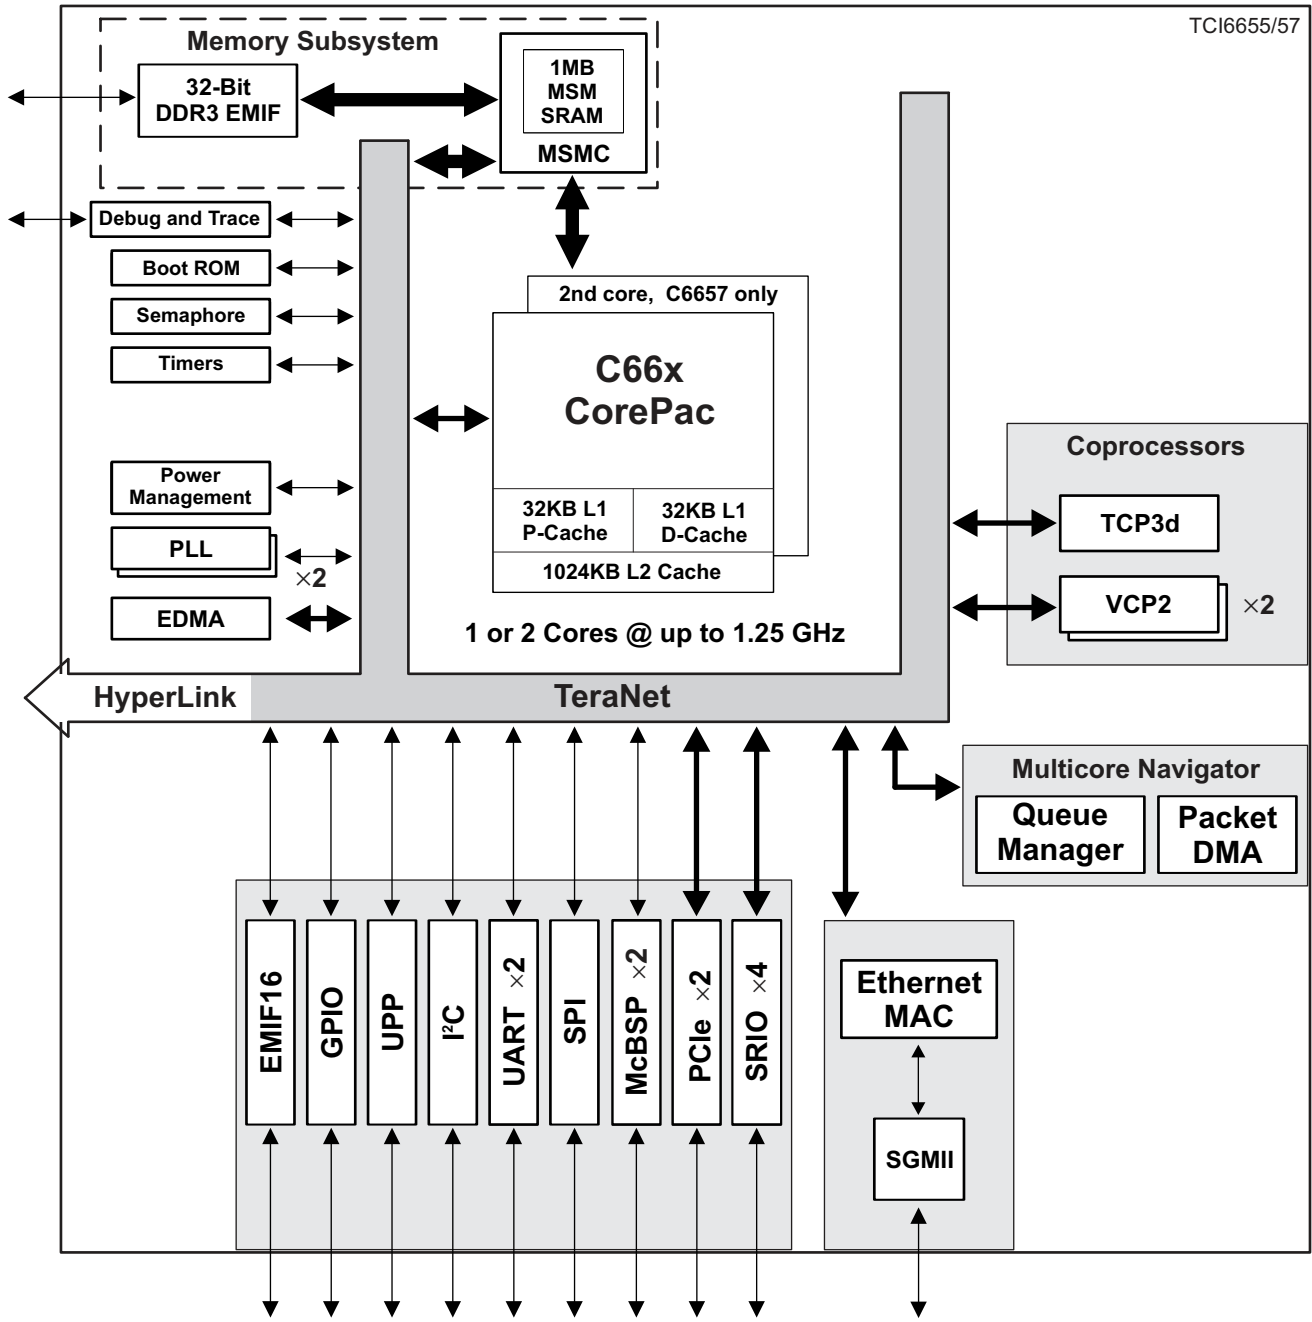 TCI6655/57
Memory Subsystem
32-Bit
DDR3 EMIF
1MB
MSM
SRAM
MSMC
Debug and Trace
Boot ROM
Semaphore
Timers
Power
Management
PLL
×2
EDMA
2nd core, C6657 only
C66x
CorePac
32KB L1
P-Cache
32KB L1
D-Cache
1024KB L2 Cache
1 or 2 Cores @ up to 1.25 GHz
Coprocessors
TCP3d
VCP2
×2
HyperLink
TeraNet
Multicore Navigator
Queue
Manager
Packet
DMA
EMIF16
GPIO
UPP
I²C
UART ×2
SPI
McBSP ×2
PCIe ×2
SRIO ×4
Ethernet
MAC
SGMII